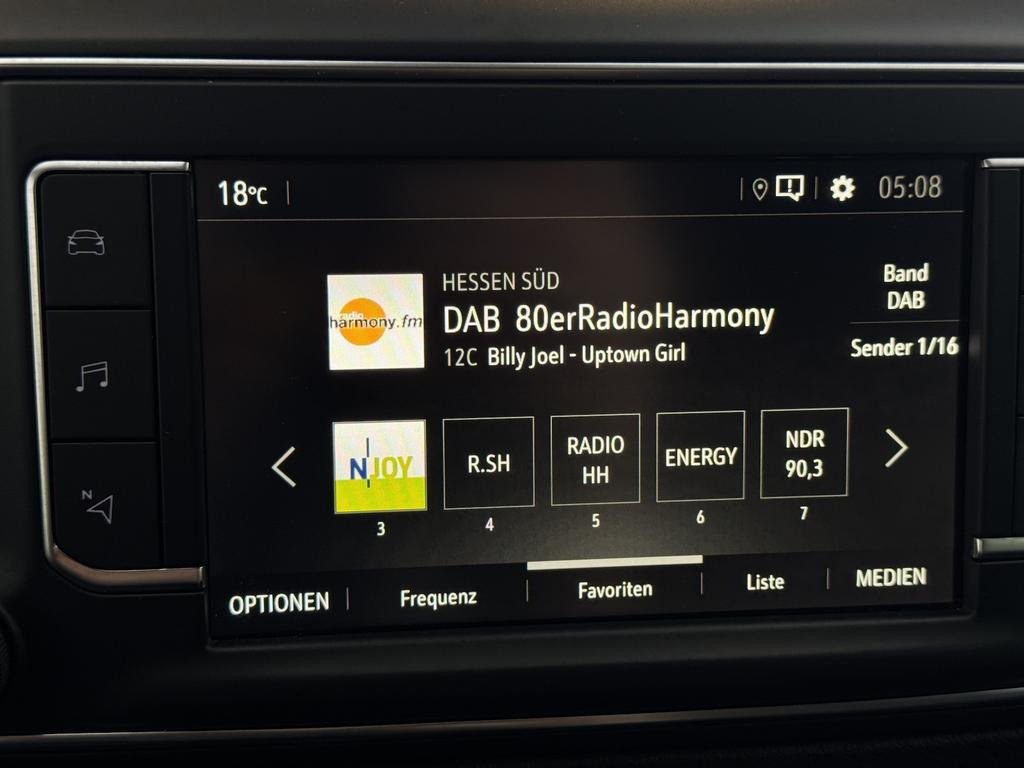 18°C
05:08
HESSEN SÜD
DAB 80erRadioHarmony
12C Billy Joel - Uptown Girl
radio
harmony.fm
Band
DAB
Sender 1/16
N JOY
R.SH
RADIO
HH
ENERGY
NDR
90,3
3
4
5
6
7
N
OPTIONEN
Frequenz
Favoriten
Liste
MEDIEN